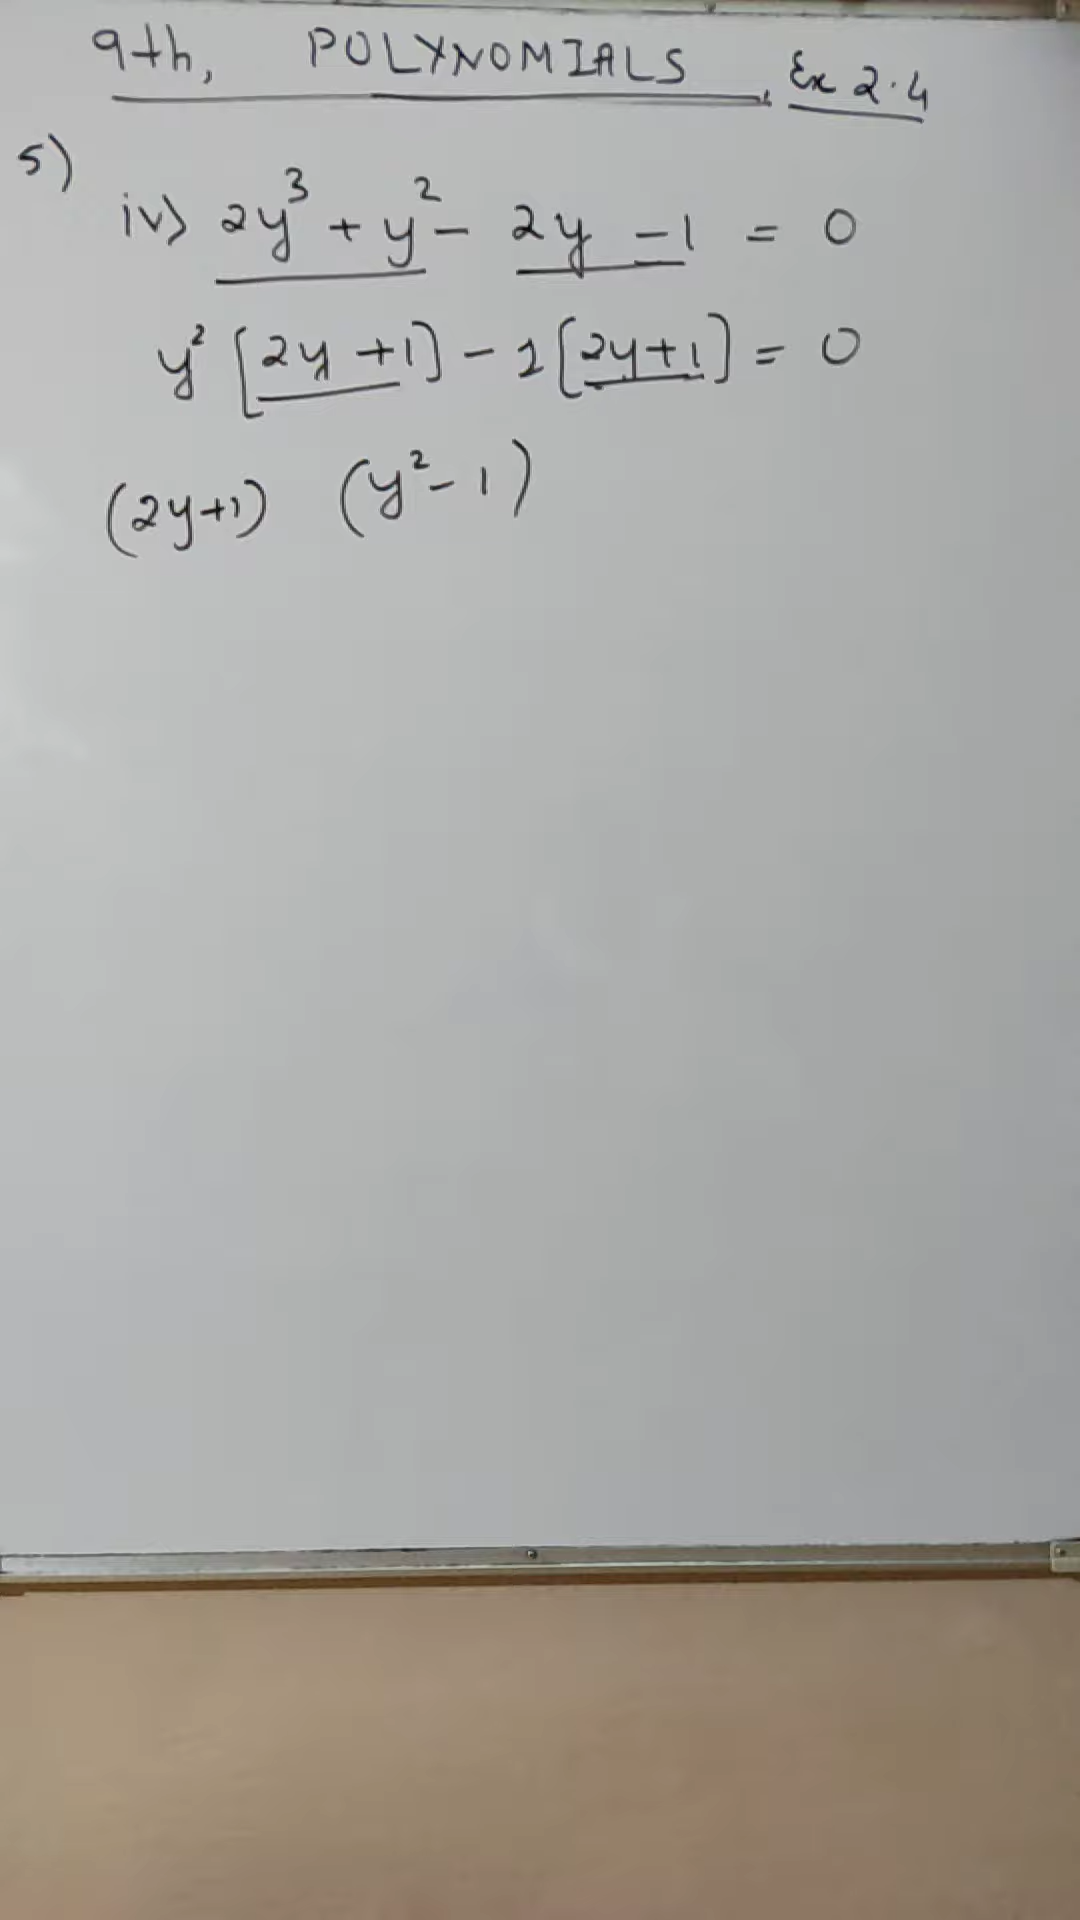 9th, POLYNOMIALS, Ex 2.4
5)
iv) 2y³ + y² - 2y - 1 = 0
y² [2y + 1] - 1 [2y + 1] = 0
(2y+1) (y² - 1)